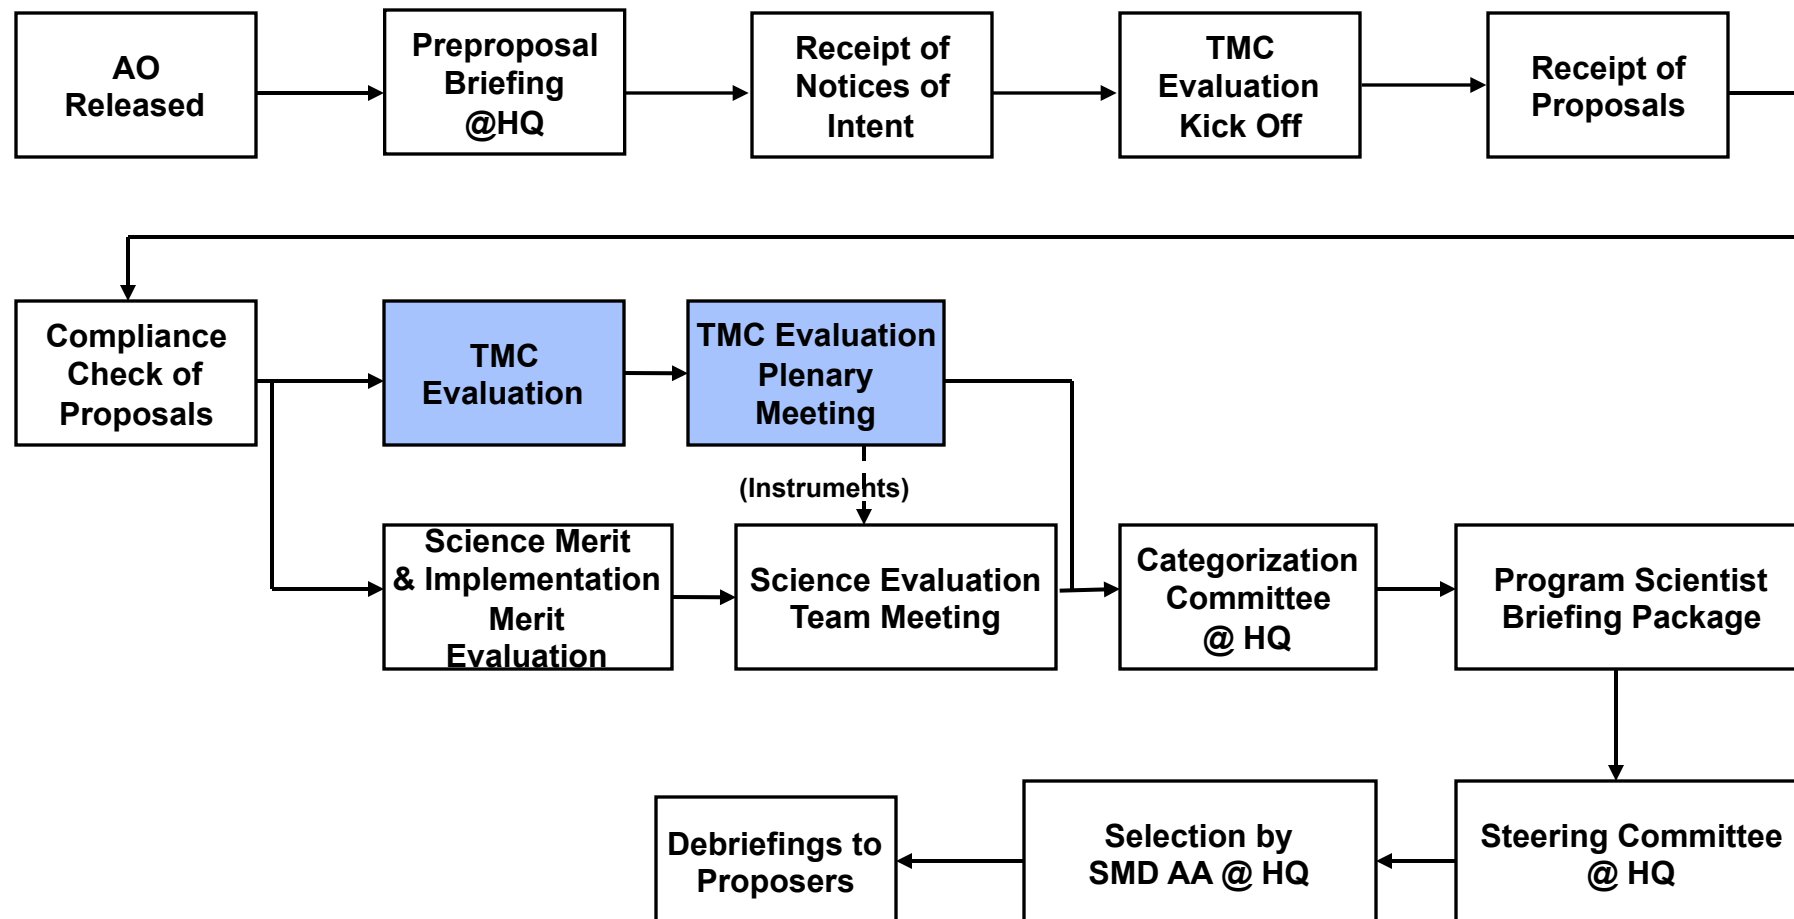 AO
Released
Preproposal
Briefing
@HQ
Receipt of
Notices of
Intent
TMC
Evaluation
Kick Off
Receipt of
Proposals
Compliance
Check of
Proposals
TMC
Evaluation
TMC Evaluation
Plenary
Meeting
(Instruments)
Science Merit
& Implementation
Merit
Evaluation
Science Evaluation
Team Meeting
Categorization
Committee
@ HQ
Program Scientist
Briefing Package
Debriefings to
Proposers
Selection by
SMD AA @ HQ
Steering Committee
@ HQ